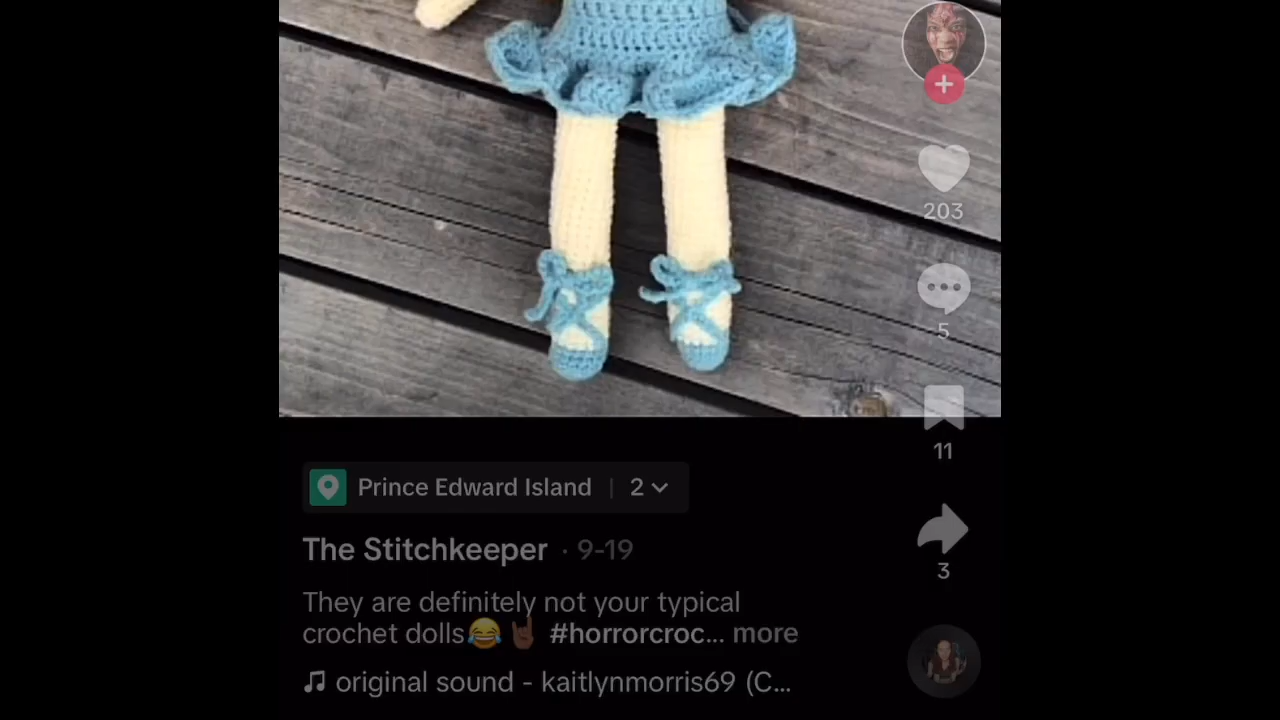 203
5
11
Prince Edward Island | 2
3
The Stitchkeeper · 9-19
They are definitely not your typical
crochet dolls😂🤘🏾 #horrorcroc... more
original sound - kaitlynmorris69 (C...